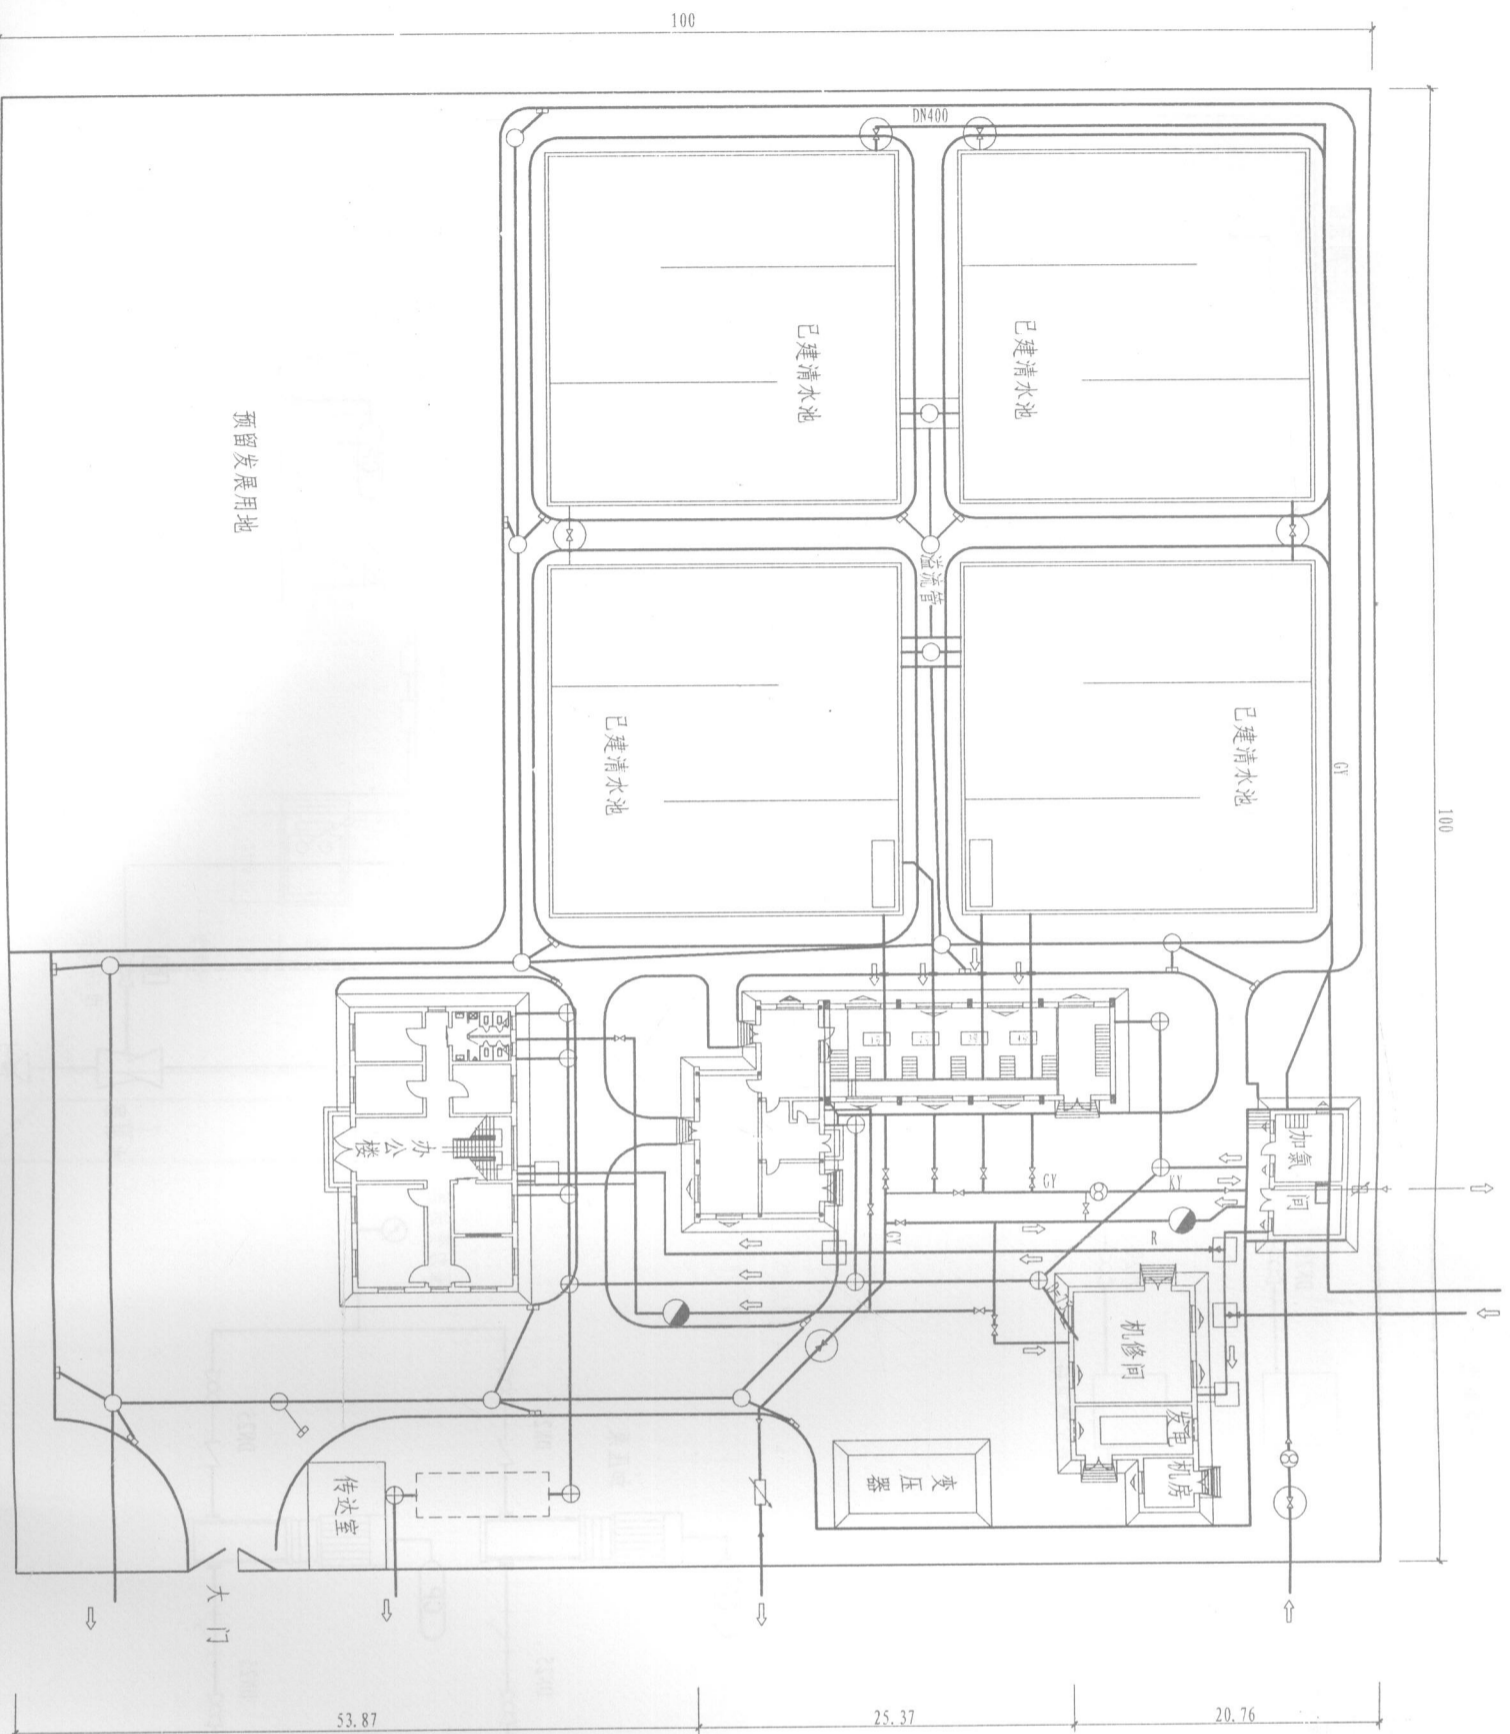 100
DN400
已建清水池
已建清水池
预留发展用地
溢流管
已建清水池
已建清水池
GY
100
办公楼
加氯间
GY
KY
GY
R
机修间
发电机房
变压器
传达室
大门
53.87
25.37
20.76